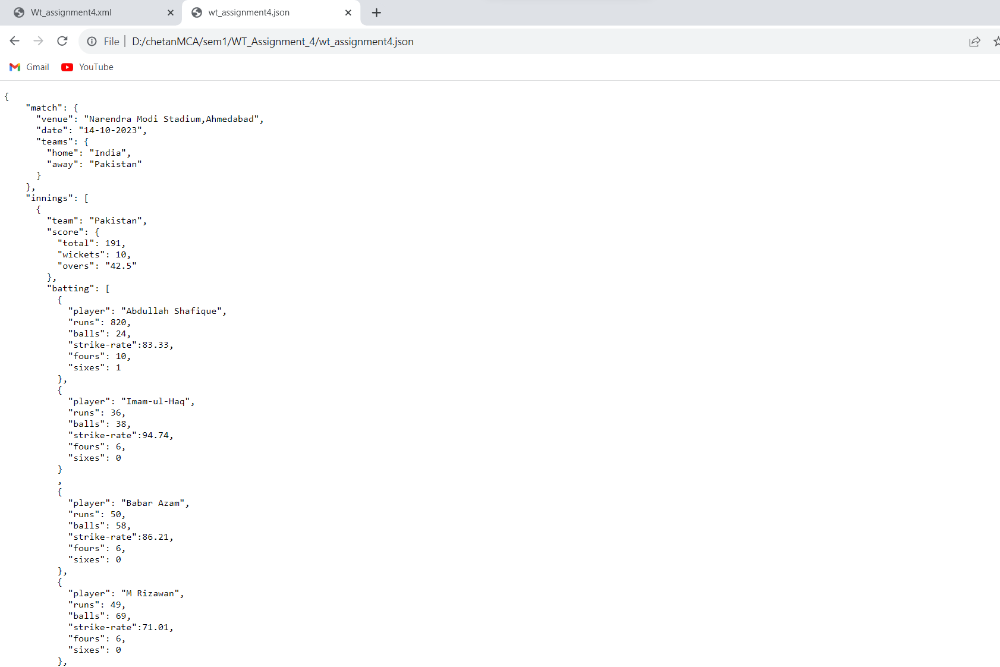 Wt_assignment4.xml
wt_assignment4.json
File | D:/chetanMCA/sem1/WT_Assignment_4/wt_assignment4.json
Gmail
YouTube
{
    "match": {
      "venue": "Narendra Modi Stadium,Ahmedabad",
      "date": "14-10-2023",
      "teams": {
        "home": "India",
        "away": "Pakistan"
      }
    },
    "innings": [
      {
        "team": "Pakistan",
        "score": {
          "total": 191,
          "wickets": 10,
          "overs": "42.5"
        },
        "batting": [
          {
            "player": "Abdullah Shafique",
            "runs": 820,
            "balls": 24,
            "strike-rate":83.33,
            "fours": 10,
            "sixes": 1
          },
          {
            "player": "Imam-ul-Haq",
            "runs": 36,
            "balls": 38,
            "strike-rate":94.74,
            "fours": 6,
            "sixes": 0
          }
          ,
          {
            "player": "Babar Azam",
            "runs": 50,
            "balls": 58,
            "strike-rate":86.21,
            "fours": 6,
            "sixes": 0
          },
          {
            "player": "M Rizawan",
            "runs": 49,
            "balls": 69,
            "strike-rate":71.01,
            "fours": 6,
            "sixes": 0
          },